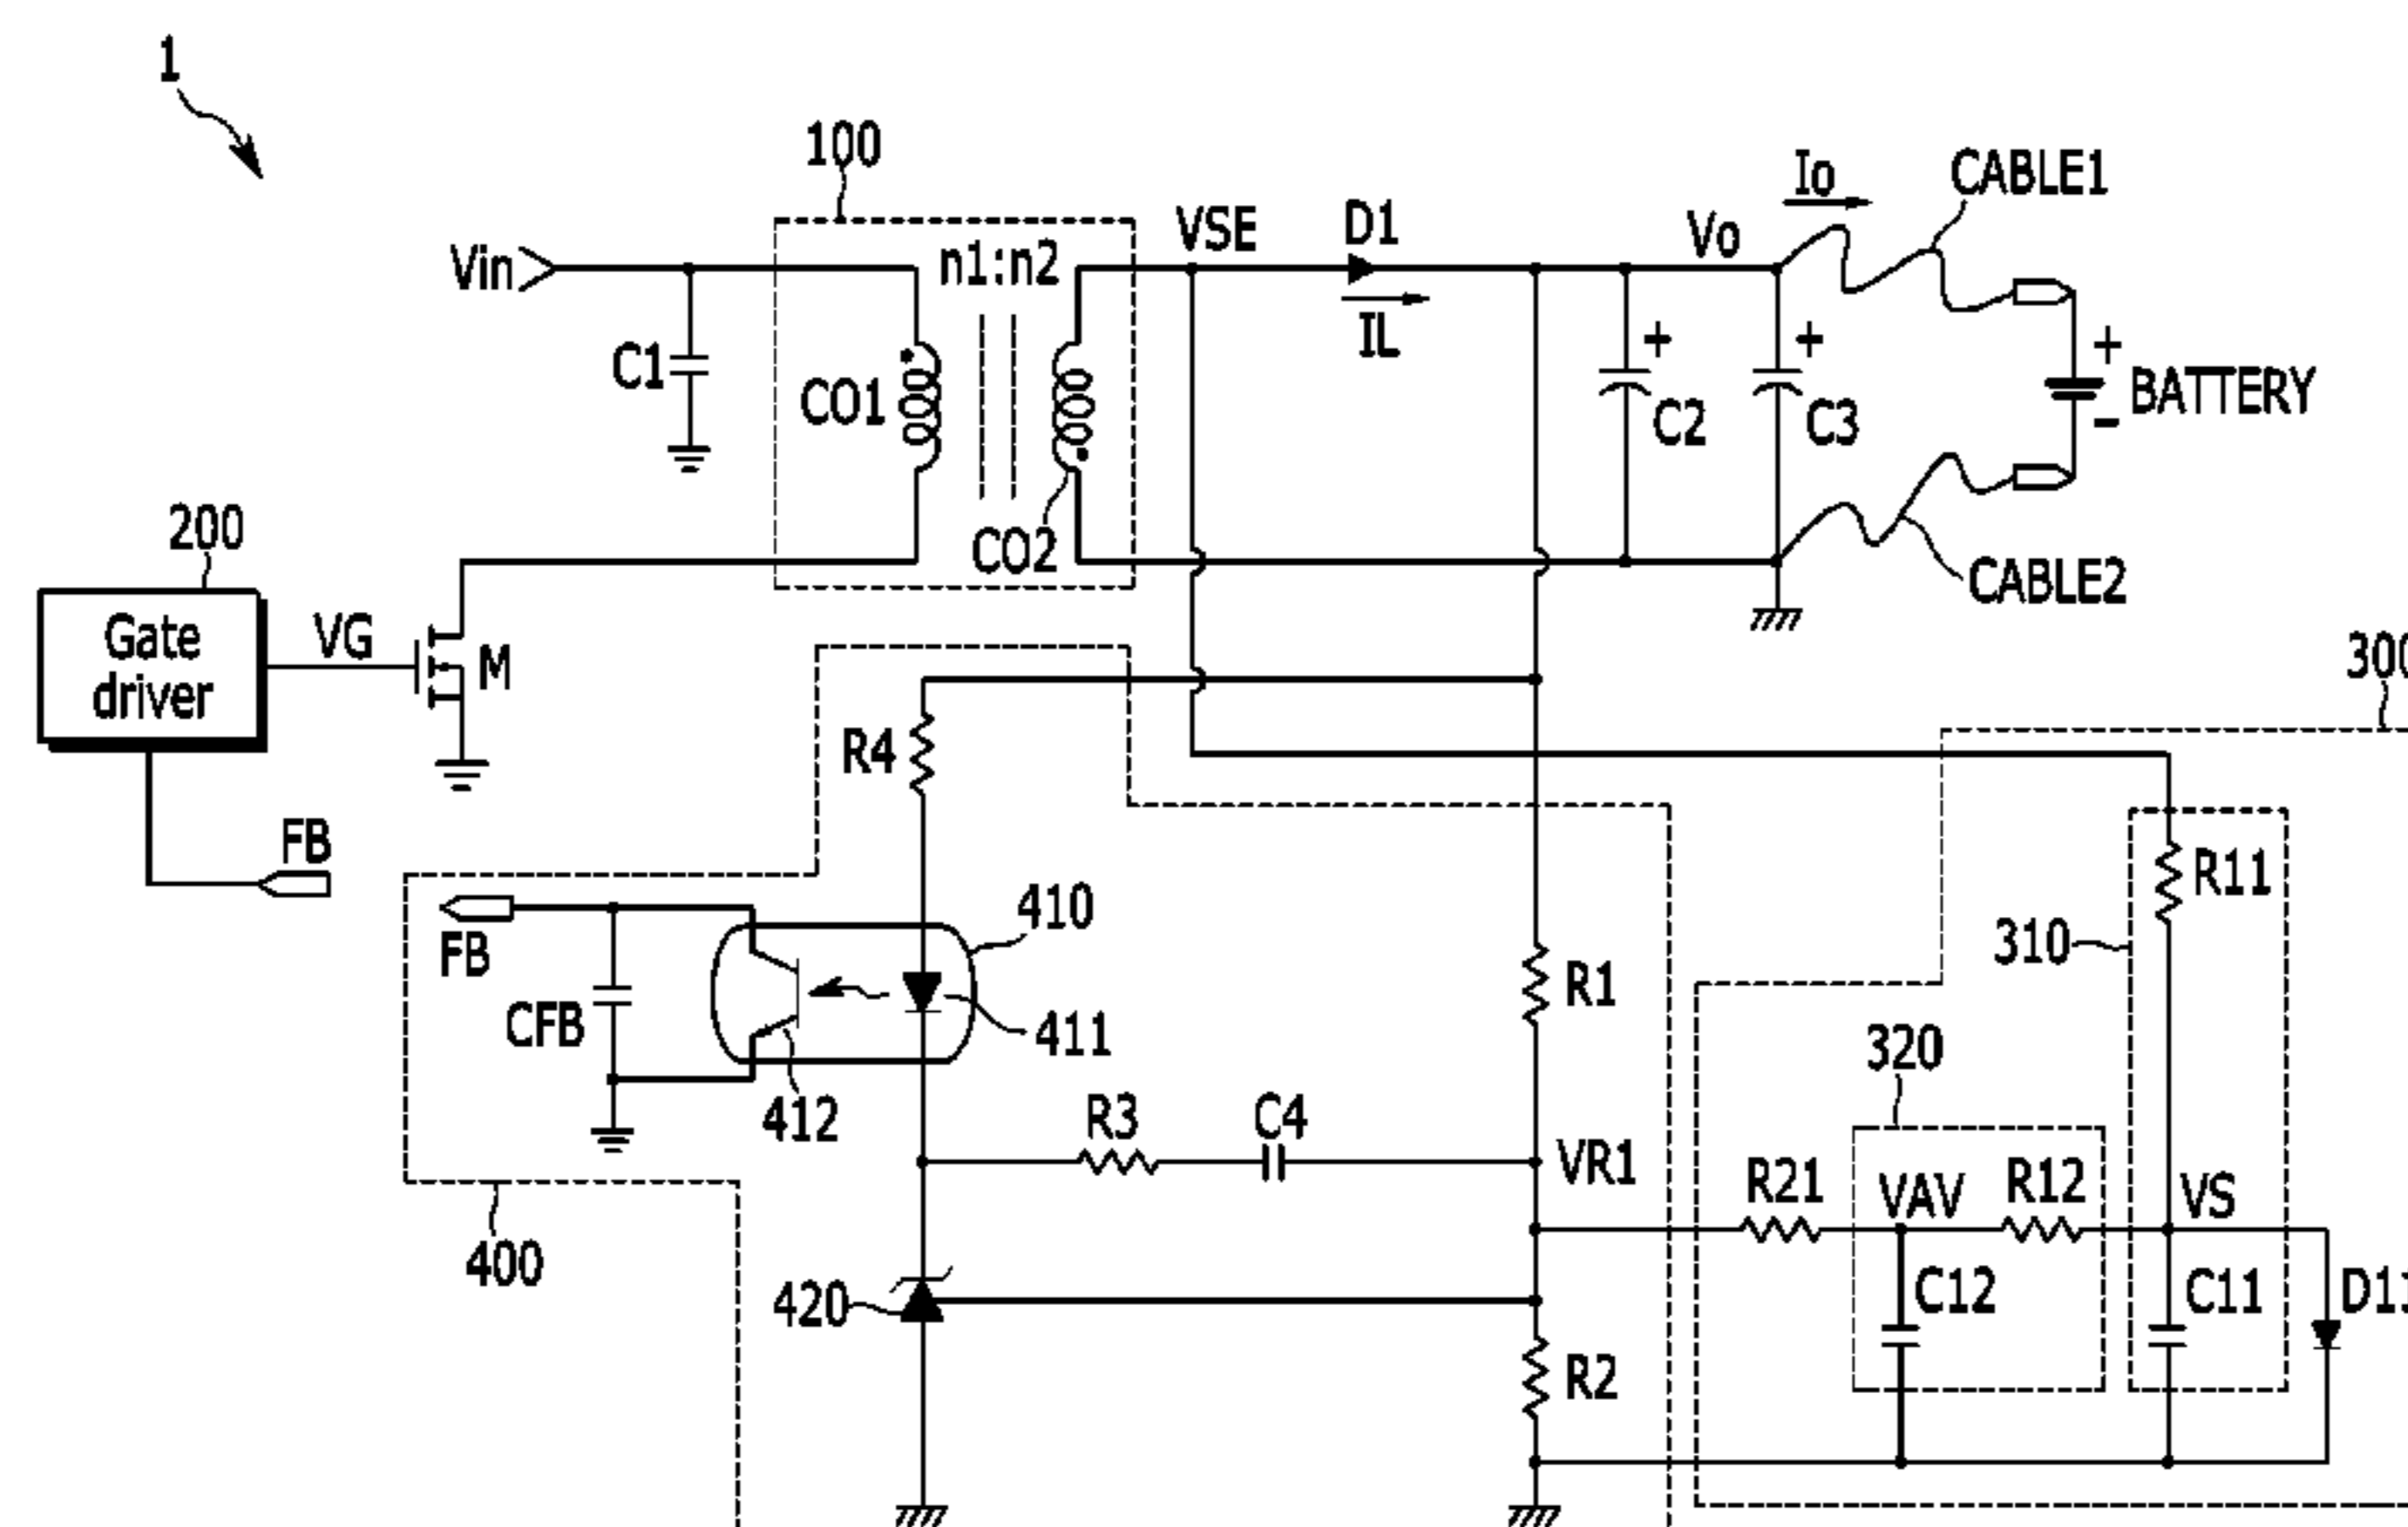 1
100
Io
CABLE1
VSE
D1
Vo
Vin
n1:n2
IL
C1
CO1
+
+
+
BATTERY
-
C2
C3
200
CO2
CABLE2
Gate
driver
VG
M
300
R4
FB
R11
410
310
FB
R1
CFB
411
320
412
R3
C4
VR1
R21
VAV
R12
VS
400
420
C12
C11
D11
R2